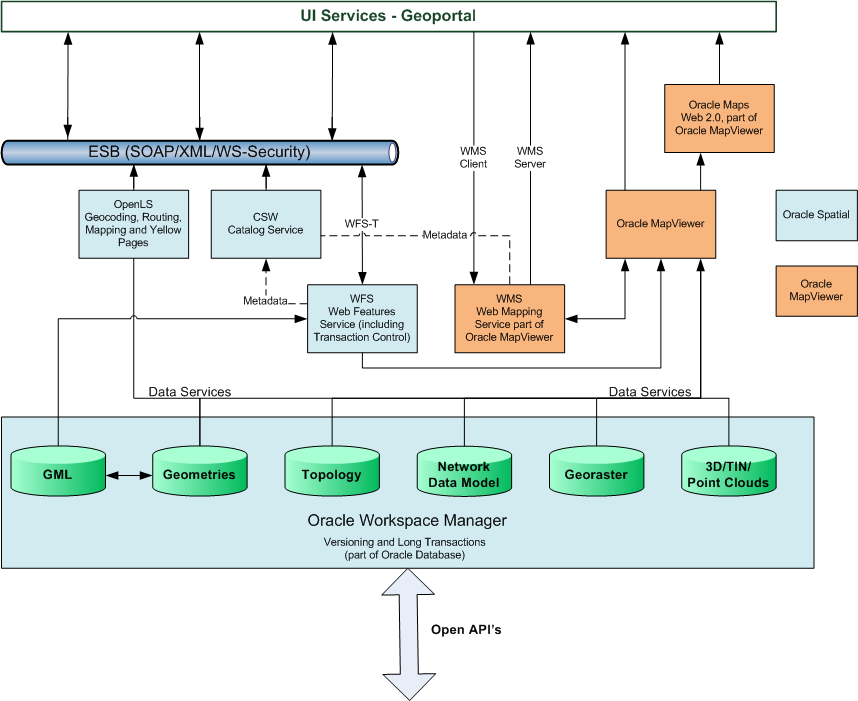 UI Services - Geoportal
Oracle Maps
Web 2.0, part of
Oracle MapViewer
ESB (SOAP/XML/WS-Security)
WMS
Client
WMS
Server
OpenLS
Geocoding, Routing,
Mapping and Yellow
Pages
CSW
Catalog Service
WFS-T
Metadata
Oracle MapViewer
Oracle Spatial
Oracle
MapViewer
Metadata
WFS
Web Features
Service (including
Transaction Control)
WMS
Web Mapping
Service part of
Oracle MapViewer
Data Services
Data Services
GML
Geometries
Topology
Network
Data Model
Georaster
3D/TIN/
Point Clouds
Oracle Workspace Manager
Versioning and Long Transactions
(part of Oracle Database)
Open API's